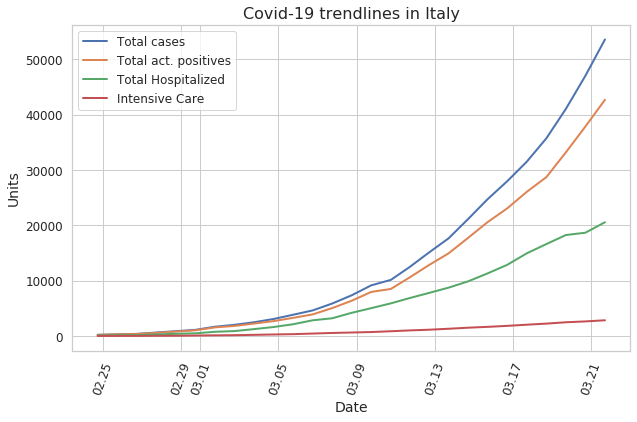 Covid-19 trendlines in Italy
Total cases
Total act. positives
Total Hospitalized
Intensive Care
Units
50000
40000
30000
20000
10000
0
02.25
02.29
03.01
03.05
03.09
03.13
03.17
03.21
Date